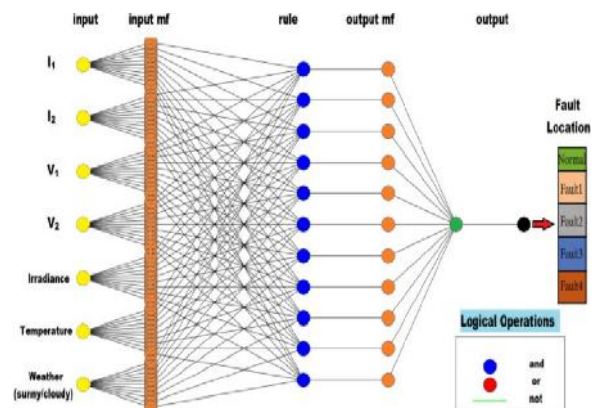 input
input mf
rule
output mf
output
I₁
I₂
V₁
V₂
Irradiance
Temperature
Weather
(sunny/cloudy)
Fault
Location
Normal
Fault1
Fault2
Fault3
Fault4
Logical Operations
and
or
not